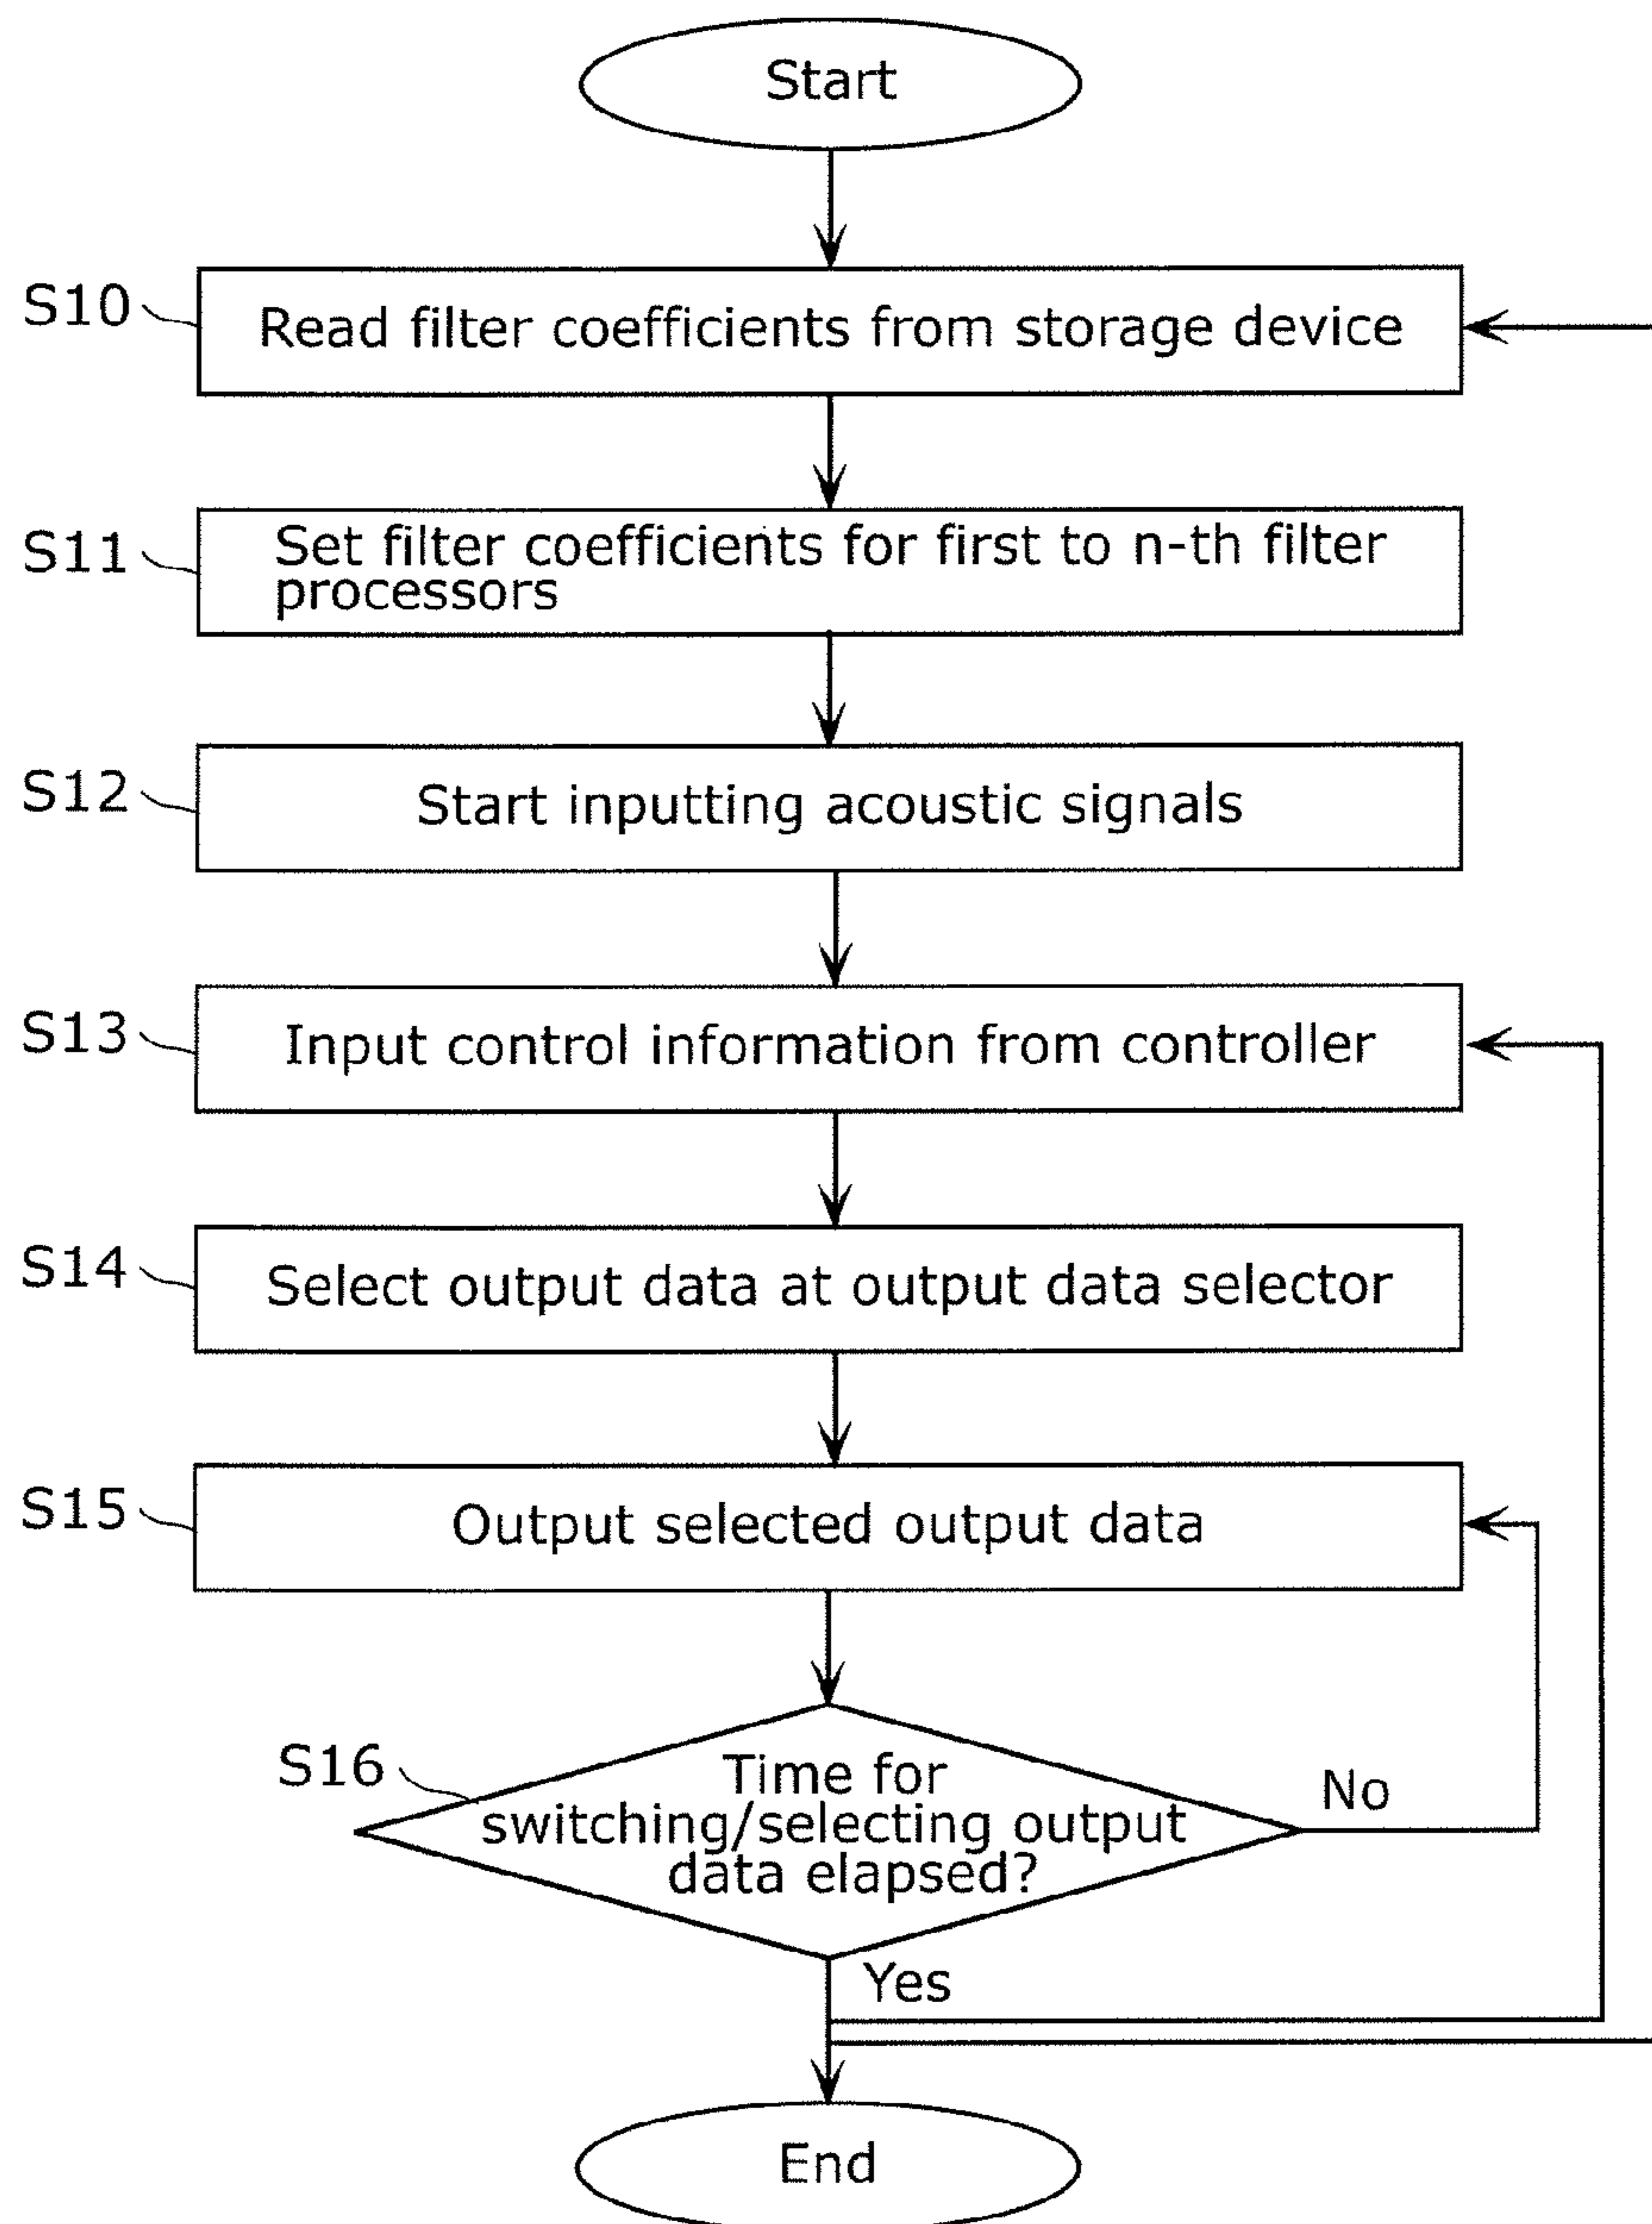 Start
S10
Read filter coefficients from storage device
S11
Set filter coefficients for first to n-th filter
processors
S12
Start inputting acoustic signals
S13
Input control information from controller
S14
Select output data at output data selector
S15
Output selected output data
S16
Time for
switching/selecting output
data elapsed?
No
Yes
End